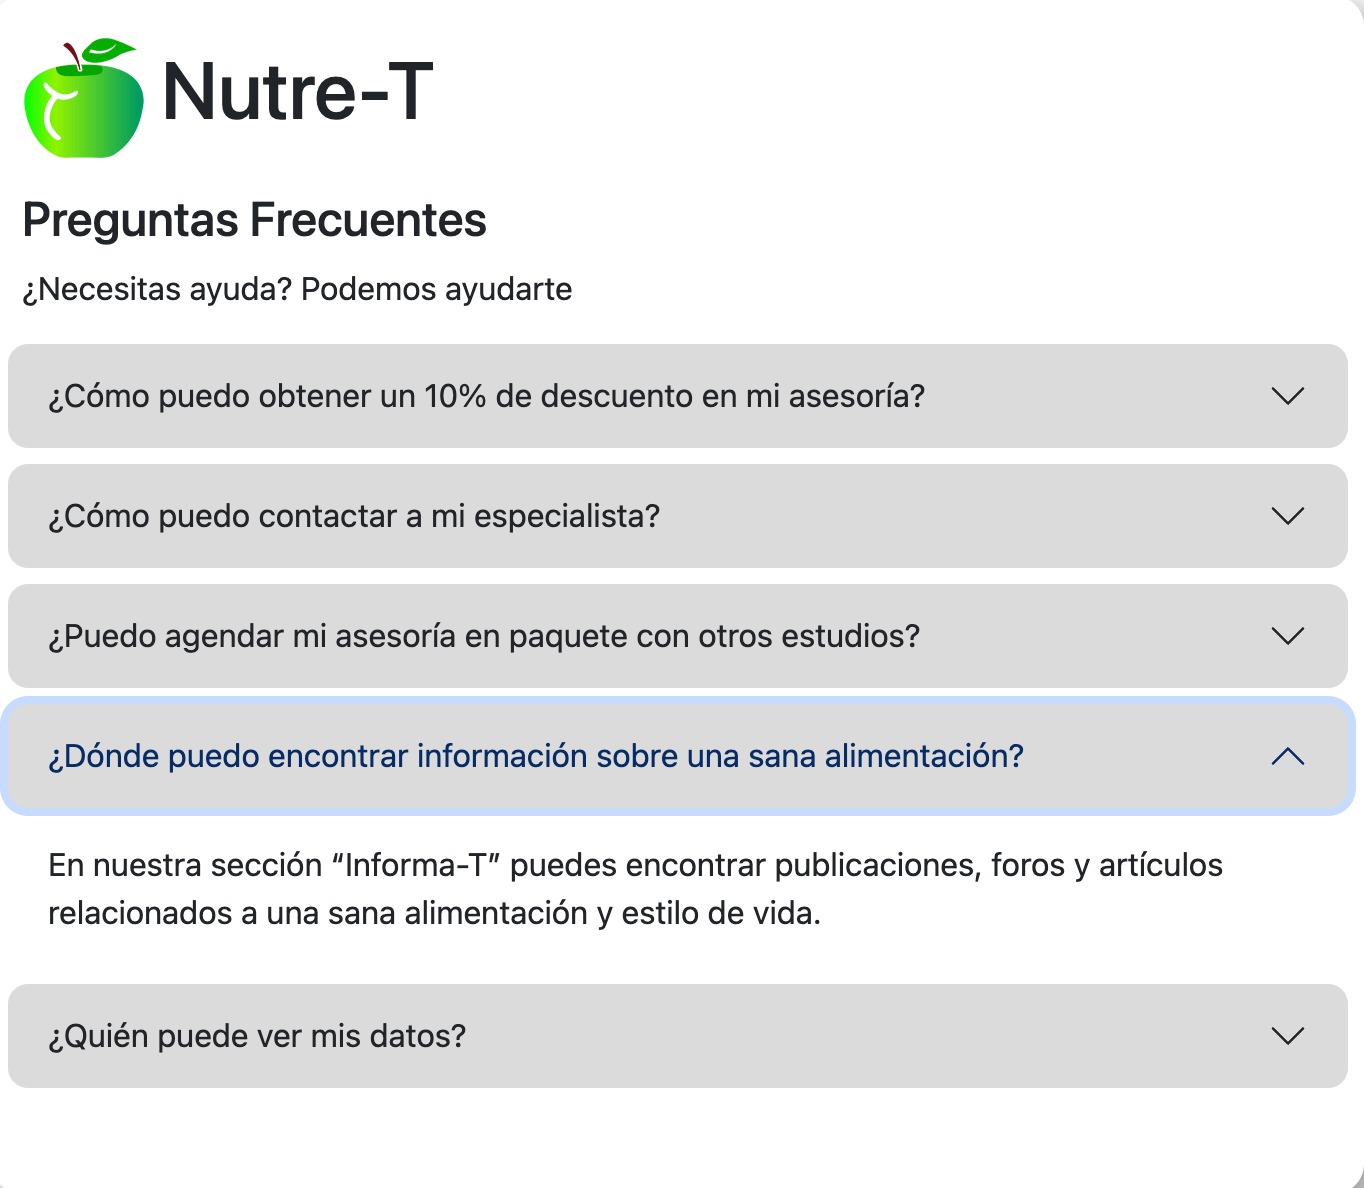 Nutre-T
Preguntas Frecuentes
¿Necesitas ayuda? Podemos ayudarte
¿Cómo puedo obtener un 10% de descuento en mi asesoría?
¿Cómo puedo contactar a mi especialista?
¿Puedo agendar mi asesoría en paquete con otros estudios?
¿Dónde puedo encontrar información sobre una sana alimentación?
En nuestra sección “Informa-T” puedes encontrar publicaciones, foros y artículos
relacionados a una sana alimentación y estilo de vida.
¿Quién puede ver mis datos?